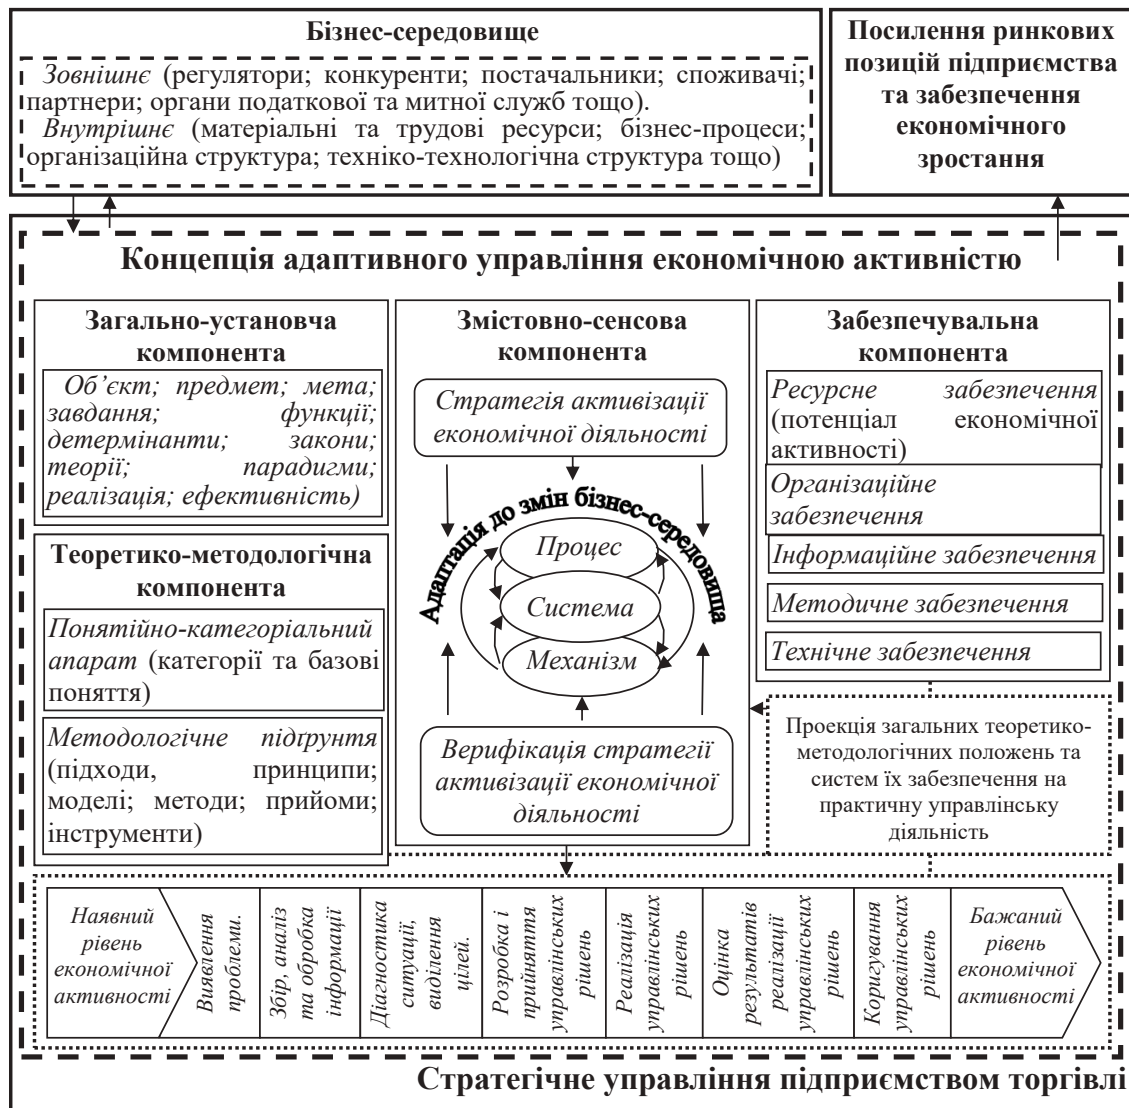 Бізнес-середовище
Зовнішнє (регулятори; конкуренти; постачальники; споживачі;
партнери; органи податкової та митної служб тощо).
Внутрішнє (матеріальні та трудові ресурси; бізнес-процеси;
організаційна структура; техніко-технологічна структура тощо)
Посилення ринкових
позицій підприємства
та забезпечення
економічного
зростання
Концепція адаптивного управління економічною активністю
Загально-установча
компонента
Об’єкт; предмет; мета;
завдання; функції;
детермінанти; закони;
теорії; парадигми;
реалізація; ефективність)
Теоретико-методологічна
компонента
Понятійно-категоріальний
апарат (категорії та базові
поняття)
Методологічне підґрунтя
(підходи, принципи;
моделі; методи; прийоми;
інструменти)
Змістовно-сенсова
компонента
Стратегія активізації
економічної діяльності
Адаптація до змін бізнес-середовища
Процес
Система
Механізм
Верифікація стратегії
активізації економічної
діяльності
Забезпечувальна
компонента
Ресурсне забезпечення
(потенціал економічної
активності)
Організаційне
забезпечення
Інформаційне забезпечення
Методичне забезпечення
Технічне забезпечення
Проекція загальних теоретико-
методологічних положень та
систем їх забезпечення на
практичну управлінську
діяльність
Наявний
рівень
економічної
активності
Виявлення
проблеми.
Збір, аналіз
та обробка
інформації
Діагностика
ситуації,
виділення
цілей.
Розробка і
прийняття
управлінських
рішень
Реалізація
управлінських
рішень
Оцінка
результатів
реалізації
управлінських
рішень
Коригування
управлінських
рішень
Бажаний
рівень
економічної
активності
Стратегічне управління підприємством торгівлі